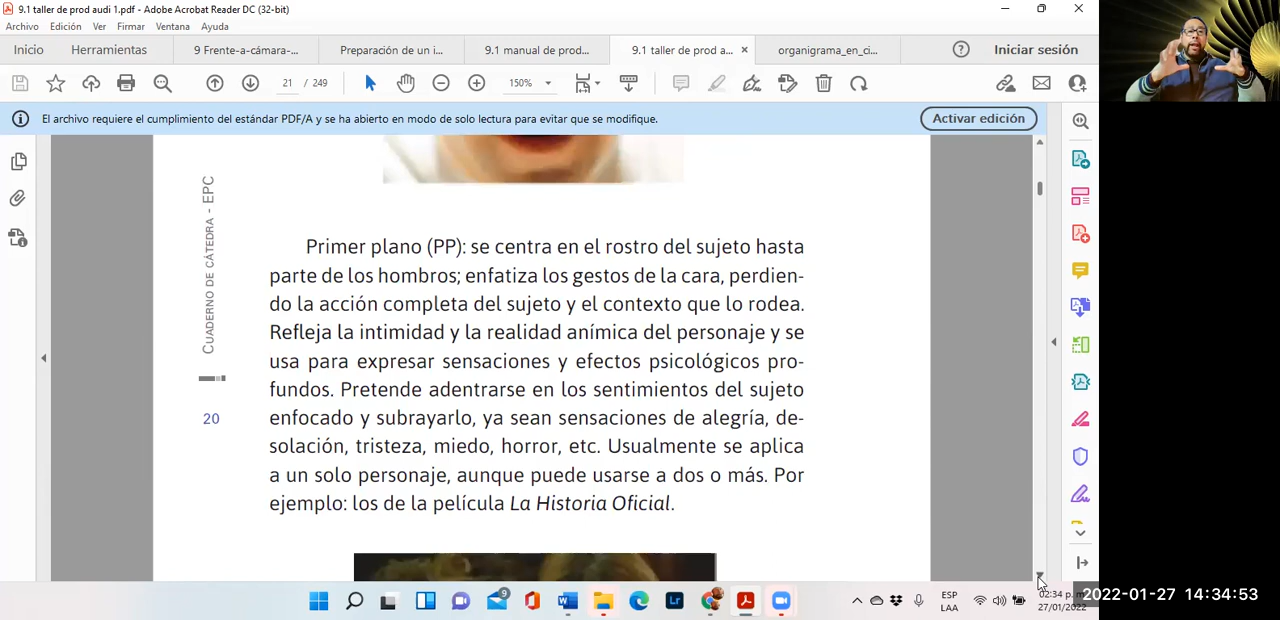 9.1 taller de prod audi 1.pdf - Adobe Acrobat Reader DC (32-bit)
Archivo Edición Ver Firmar Ventana Ayuda
Inicio Herramientas 9 Frente-a-cámara-... Preparación de un i... 9.1 manual de prod... 9.1 taller de prod a... × organigrama_en_ci... Iniciar sesión
21 / 249 150%
El archivo requiere el cumplimiento del estándar PDF/A y se ha abierto en modo de solo lectura para evitar que se modifique. Activar edición
CUADERNO DE CÁTEDRA - EPC
20
Primer plano (PP): se centra en el rostro del sujeto hasta
parte de los hombros; enfatiza los gestos de la cara, perdien-
do la acción completa del sujeto y el contexto que lo rodea.
Refleja la intimidad y la realidad anímica del personaje y se
usa para expresar sensaciones y efectos psicológicos pro-
fundos. Pretende adentrarse en los sentimientos del sujeto
enfocado y subrayarlo, ya sean sensaciones de alegría, de-
solación, tristeza, miedo, horror, etc. Usualmente se aplica
a un solo personaje, aunque puede usarse a dos o más. Por
ejemplo: los de la película La Historia Oficial.
9
Lr
ESP
LAA
02:34 p. m.
27/01/2022
2022-01-27 14:34:53